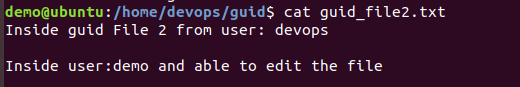 demo@ubuntu:/home/devops/guid$ cat guid_file2.txt
Inside guid File 2 from user: devops
Inside user:demo and able to edit the file